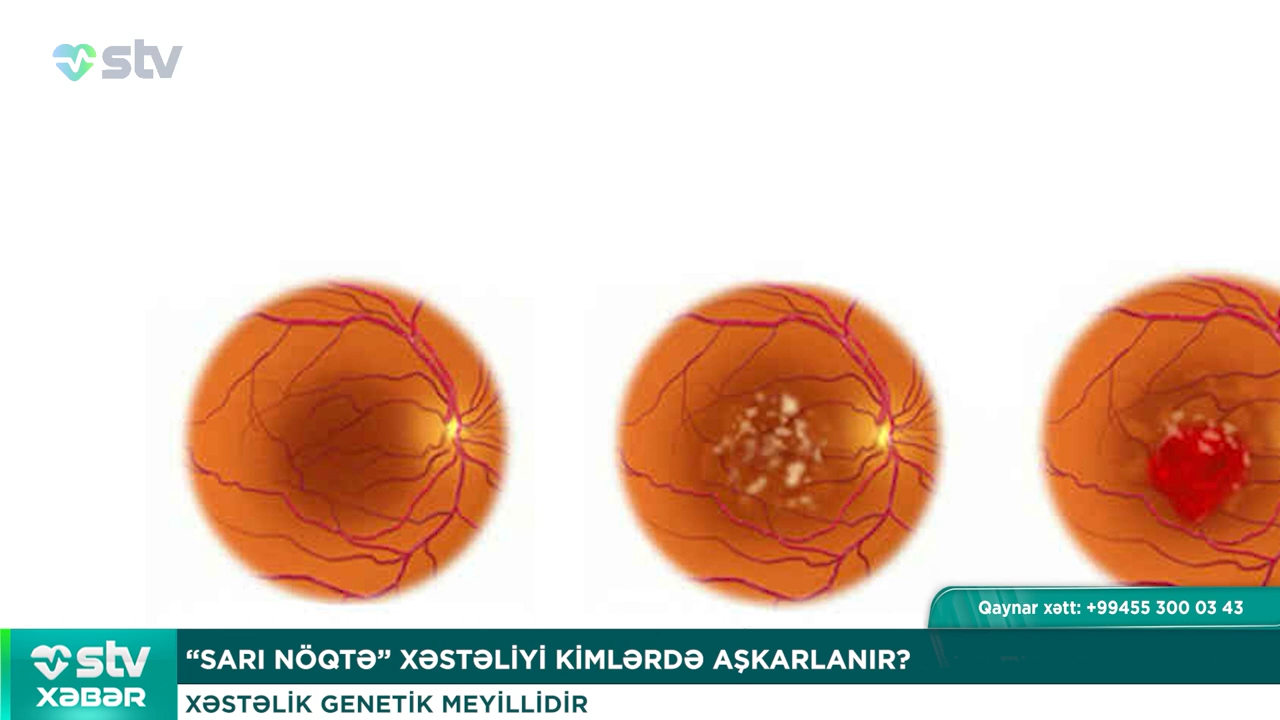 stv
Qaynar xətt: +99455 300 03 43
stv
XƏBƏR
“SARI NÖQTƏ” XƏSTƏLİYİ KİMLƏRDƏ AŞKARLANIR?
XƏSTƏLİK GENETİK MEYİLLİDİR